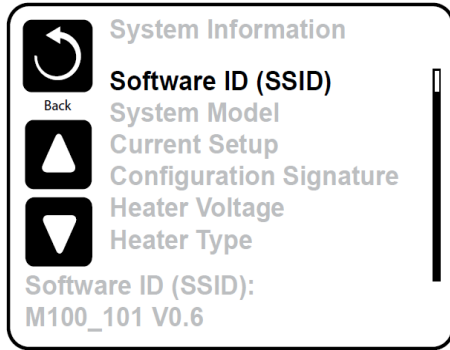 System Information
Software ID (SSID)
Back
System Model
Current Setup
Configuration Signature
Heater Voltage
Heater Type
Software ID (SSID):
M100_101 V0.6